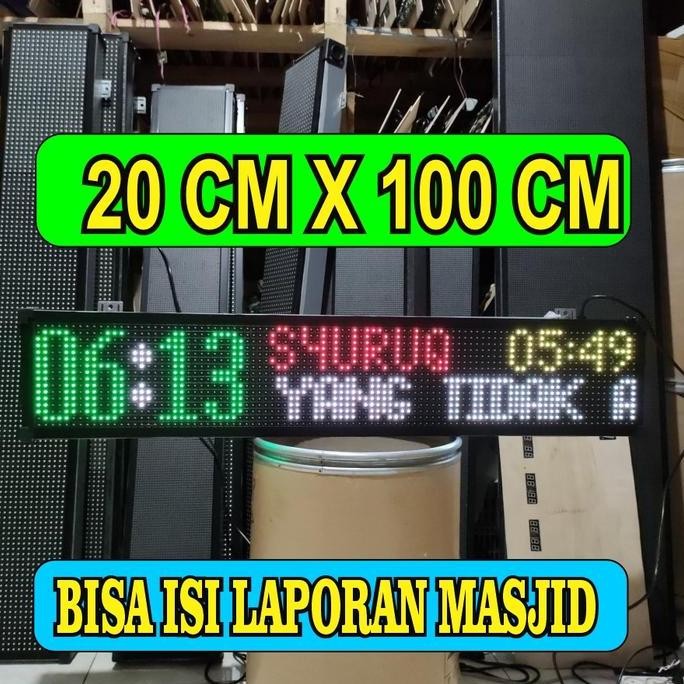 20 CM X 100 CM
06:13 SYURUQ 05:49
YANG TIDAK A
BISA ISI LAPORAN MASJID